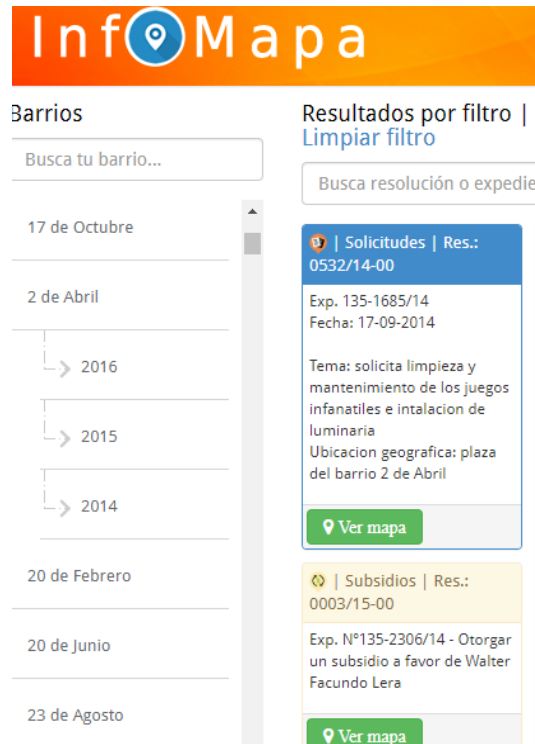 InfoMapa
Barrios
Busca tu barrio...
17 de Octubre
2 de Abril
2016
2015
2014
20 de Febrero
20 de Junio
23 de Agosto
Resultados por filtro |
Limpiar filtro
Busca resolución o expedie
| Solicitudes | Res.:
0532/14-00
Exp. 135-1685/14
Fecha: 17-09-2014
Tema: solicita limpieza y
mantenimiento de los juegos
infanatiles e intalacion de
luminaria
Ubicacion geografica: plaza
del barrio 2 de Abril
Ver mapa
| Subsidios | Res.:
0003/15-00
Exp. N°135-2306/14 - Otorgar
un subsidio a favor de Walter
Facundo Lera
Ver mapa